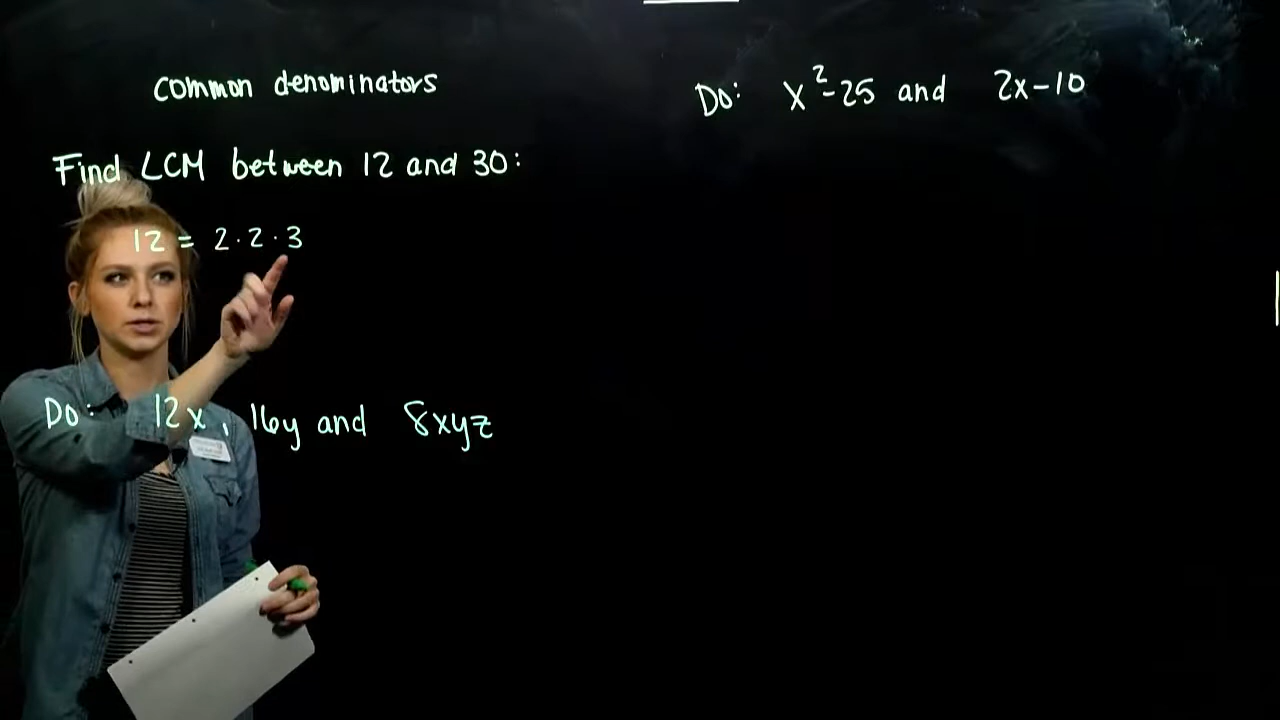 common denominators
Find LCM between 12 and 30:
12 = 2·2·3
Do: 12x, 16y and 8xyz
Do: x²-25 and 2x-10